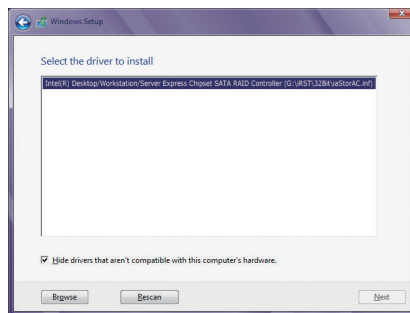 Windows Setup
Select the driver to install
Intel(R) Desktop/Workstation/Server Express Chipset SATA RAID Controller (G:\iRST\32Bit\iaStorAC.inf)
Hide drivers that aren't compatible with this computer's hardware.
Browse Rescan Next